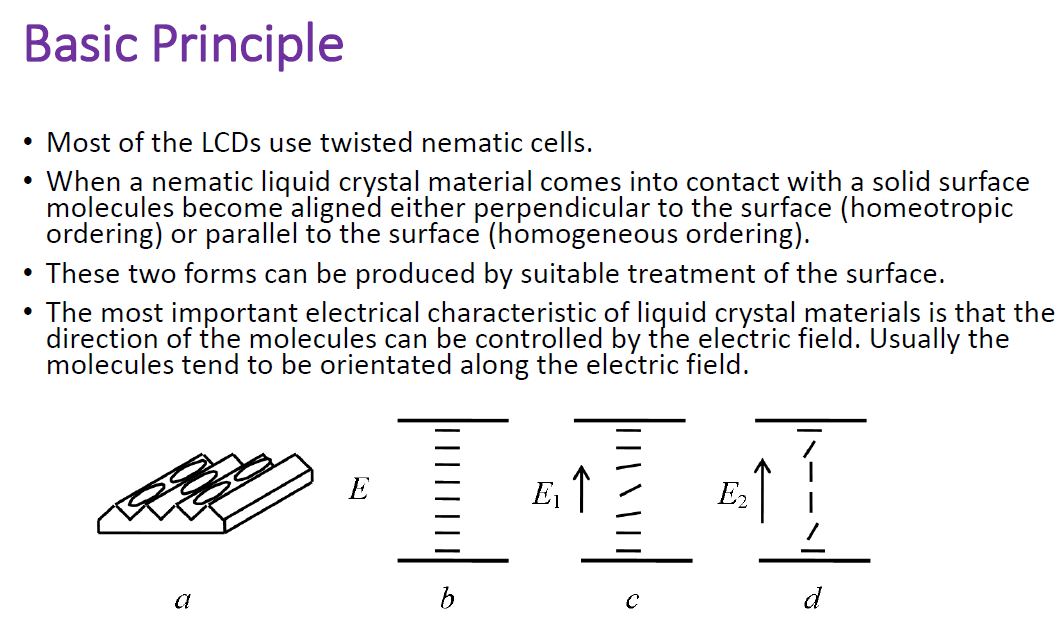 Basic Principle
• Most of the LCDs use twisted nematic cells.
• When a nematic liquid crystal material comes into contact with a solid surface
molecules become aligned either perpendicular to the surface (homeotropic
ordering) or parallel to the surface (homogeneous ordering).
• These two forms can be produced by suitable treatment of the surface.
• The most important electrical characteristic of liquid crystal materials is that the
direction of the molecules can be controlled by the electric field. Usually the
molecules tend to be orientated along the electric field.
E E₁ E₂
a b c d